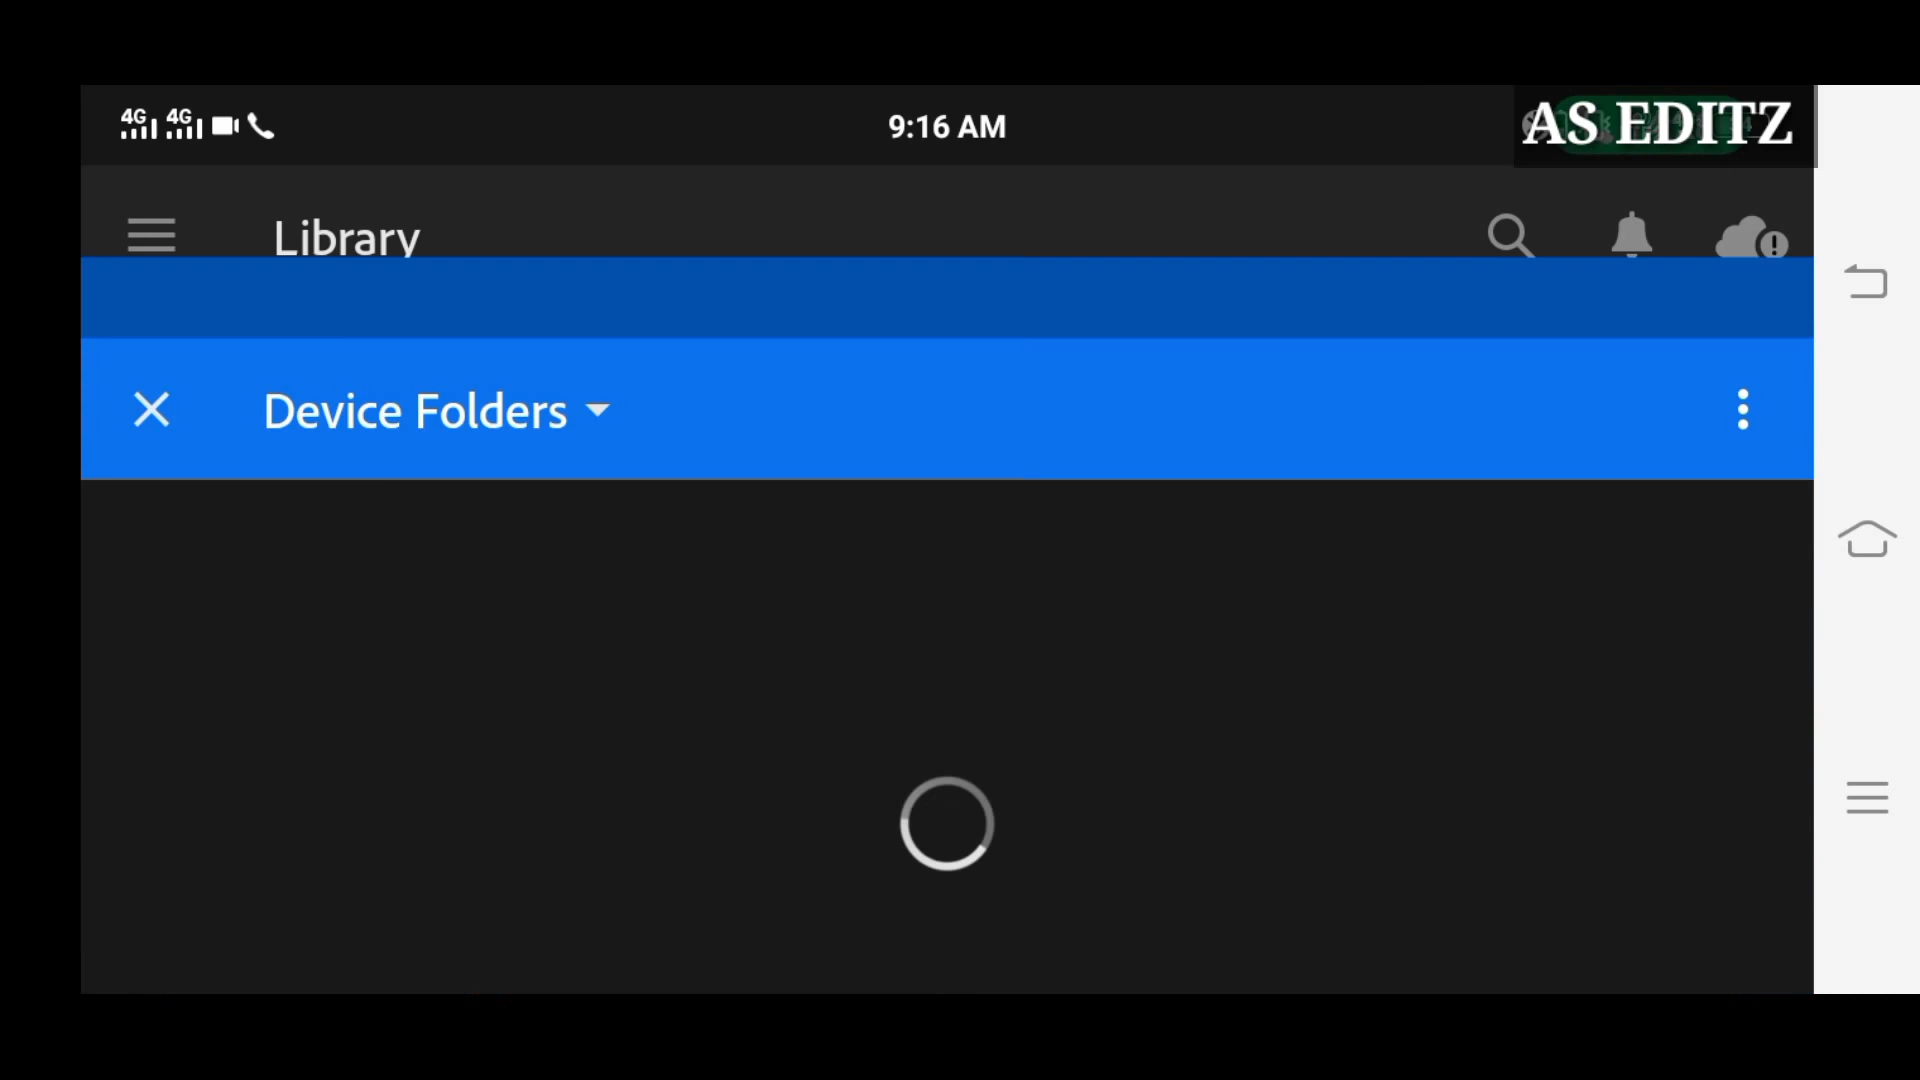 4G 4G
9:16 AM
AS EDITZ
Library
Device Folders